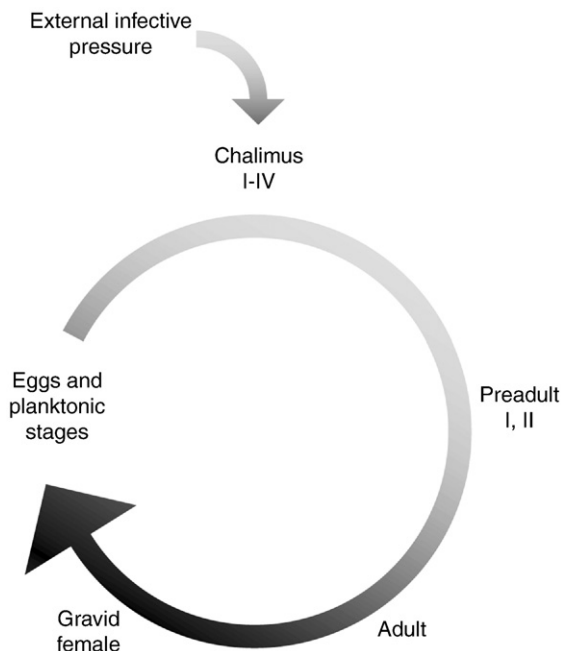 External infective
pressure
Chalimus
I-IV
Eggs and
planktonic
stages
Preadult
I, II
Gravid
female
Adult